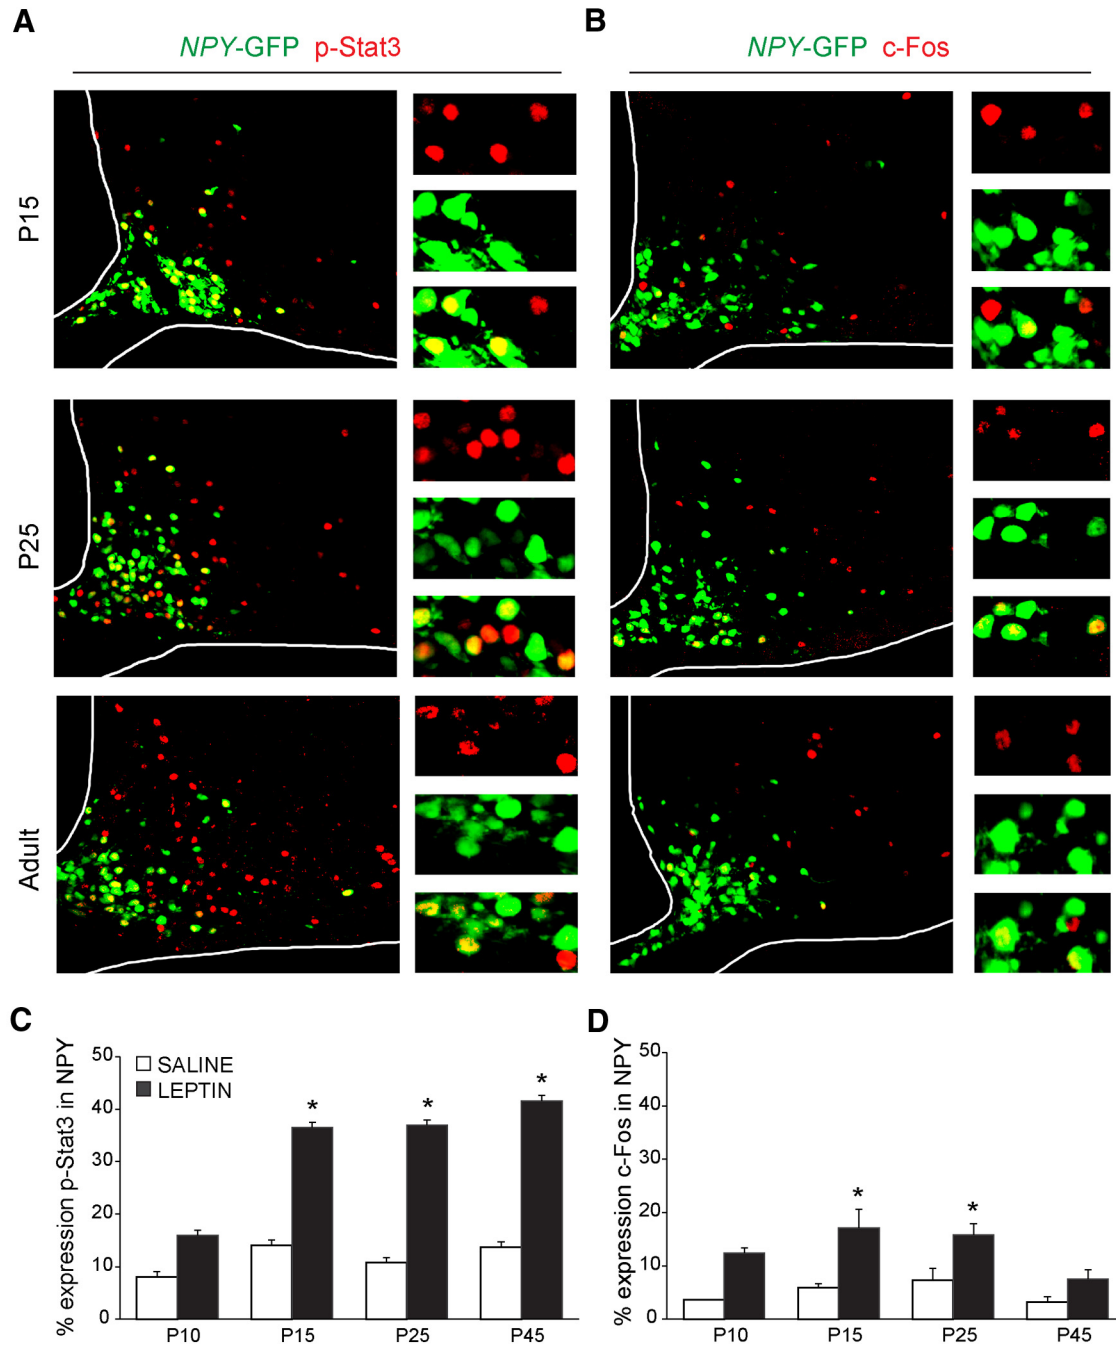 A
B
NPY-GFP p-Stat3
NPY-GFP c-Fos
P15
P25
Adult
C
D
% expression p-Stat3 in NPY
50
40
30
20
10
0
SALINE
LEPTIN
*
*
*
P10
P15
P25
P45
% expression c-Fos in NPY
50
40
30
20
10
0
*
*
P10
P15
P25
P45